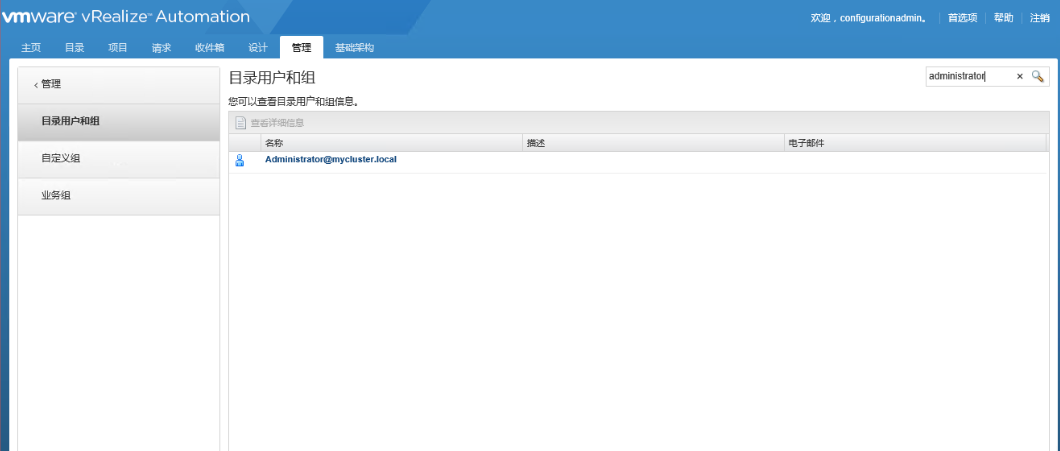 vmware vRealize™ Automation
欢迎，configurationadmin。 首选项 帮助 注销
主页 目录 项目 请求 收件箱 设计 管理 基础架构
< 管理
目录用户和组
自定义组
业务组
目录用户和组
administrator
您可以查看目录用户和组信息。
查看详细信息
名称 描述 电子邮件
Administrator@mycluster.local